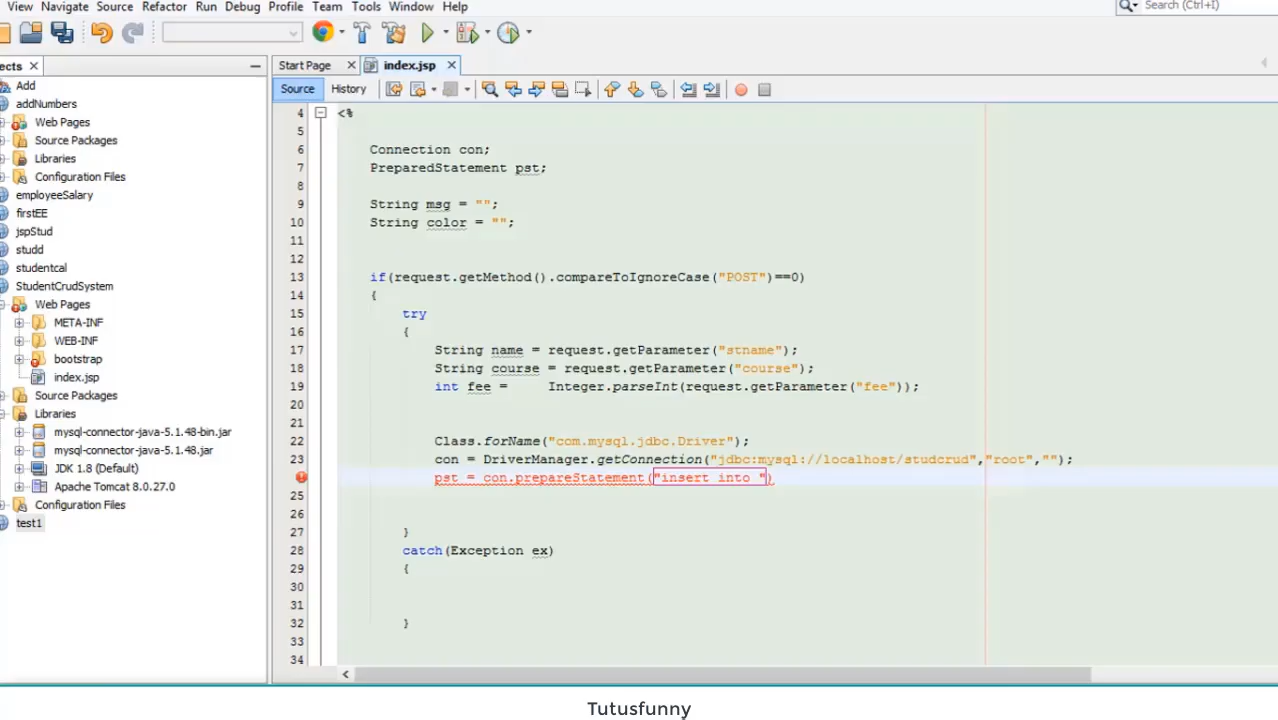 View Navigate Source Refactor Run Debug Profile Team Tools Window Help
Search (Ctrl+I)
ects
Start Page index.jsp
Source History
Add
addNumbers
Web Pages
Source Packages
Libraries
Configuration Files
employeeSalary
firstEE
jspStud
studd
studentcal
StudentCrudSystem
Web Pages
META-INF
WEB-INF
bootstrap
index.jsp
Source Packages
Libraries
mysql-connector-java-5.1.48-bin.jar
mysql-connector-java-5.1.48.jar
JDK 1.8 (Default)
Apache Tomcat 8.0.27.0
Configuration Files
test1
4 <%
5
6 Connection con;
7 PreparedStatement pst;
8
9 String msg = "";
10 String color = "";
11
12
13 if(request.getMethod().compareToIgnoreCase("POST")==0)
14 {
15 try
16 {
17 String name = request.getParameter("stname");
18 String course = request.getParameter("course");
19 int fee = Integer.parseInt(request.getParameter("fee"));
20
21
22 Class.forName("com.mysql.jdbc.Driver");
23 con = DriverManager.getConnection("jdbc:mysql://localhost/studcrud","root","");
pst = con.prepareStatement("insert into ")
25
26
27 }
28 catch(Exception ex)
29 {
30
31
32 }
33
34
Tutusfunny